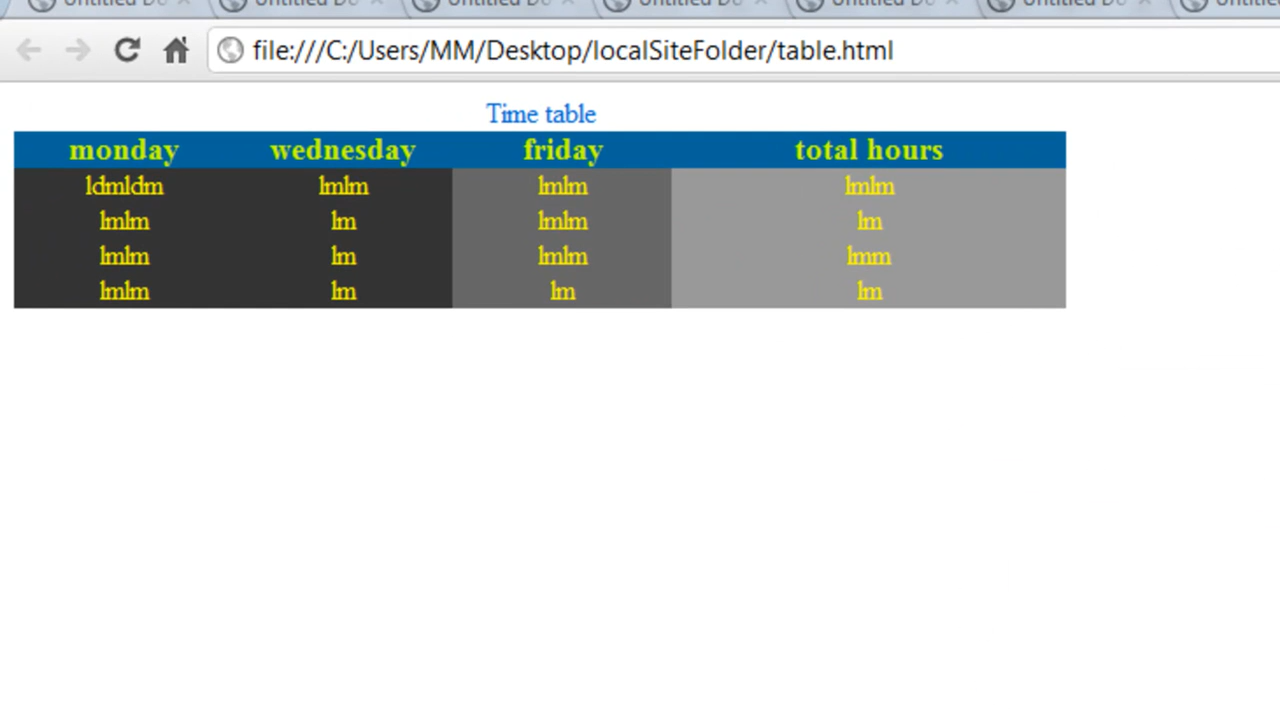 file:///C:/Users/MM/Desktop/localSiteFolder/table.html
Time table
monday wednesday friday total hours
ldmldm lmlm lmlm lmlm
lmlm lm lmlm lm
lmlm lm lmlm lmm
lmlm lm lm lm